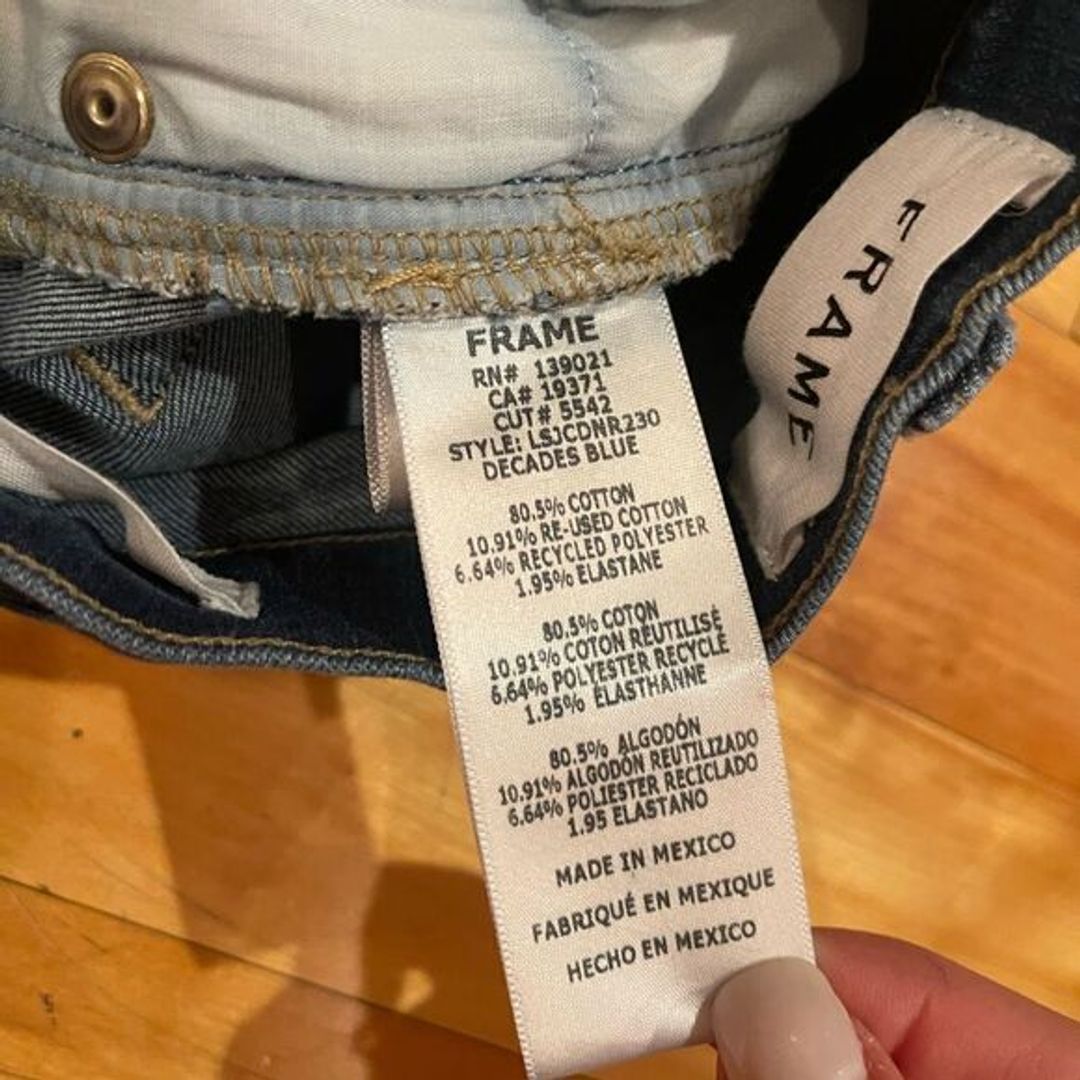 FRAME
RN# 139021
CA# 19371
CUT# 5542
STYLE: LSJCDNR230
DECADES BLUE
80.5% COTTON
10.91% RE-USED COTTON
6.64% RECYCLED POLYESTER
1.95% ELASTANE
80.5% COTON
10.91% COTON RÉUTILISÉ
6.64% POLYESTER RECYCLÉ
1.95% ÉLASTHANNE
80.5% ALGODÓN
10.91% ALGODÓN REUTILIZADO
6.64% POLIESTER RECICLADO
1.95 ELASTANO
MADE IN MEXICO
FABRIQUÉ EN MEXIQUE
HECHO EN MEXICO
FRAME